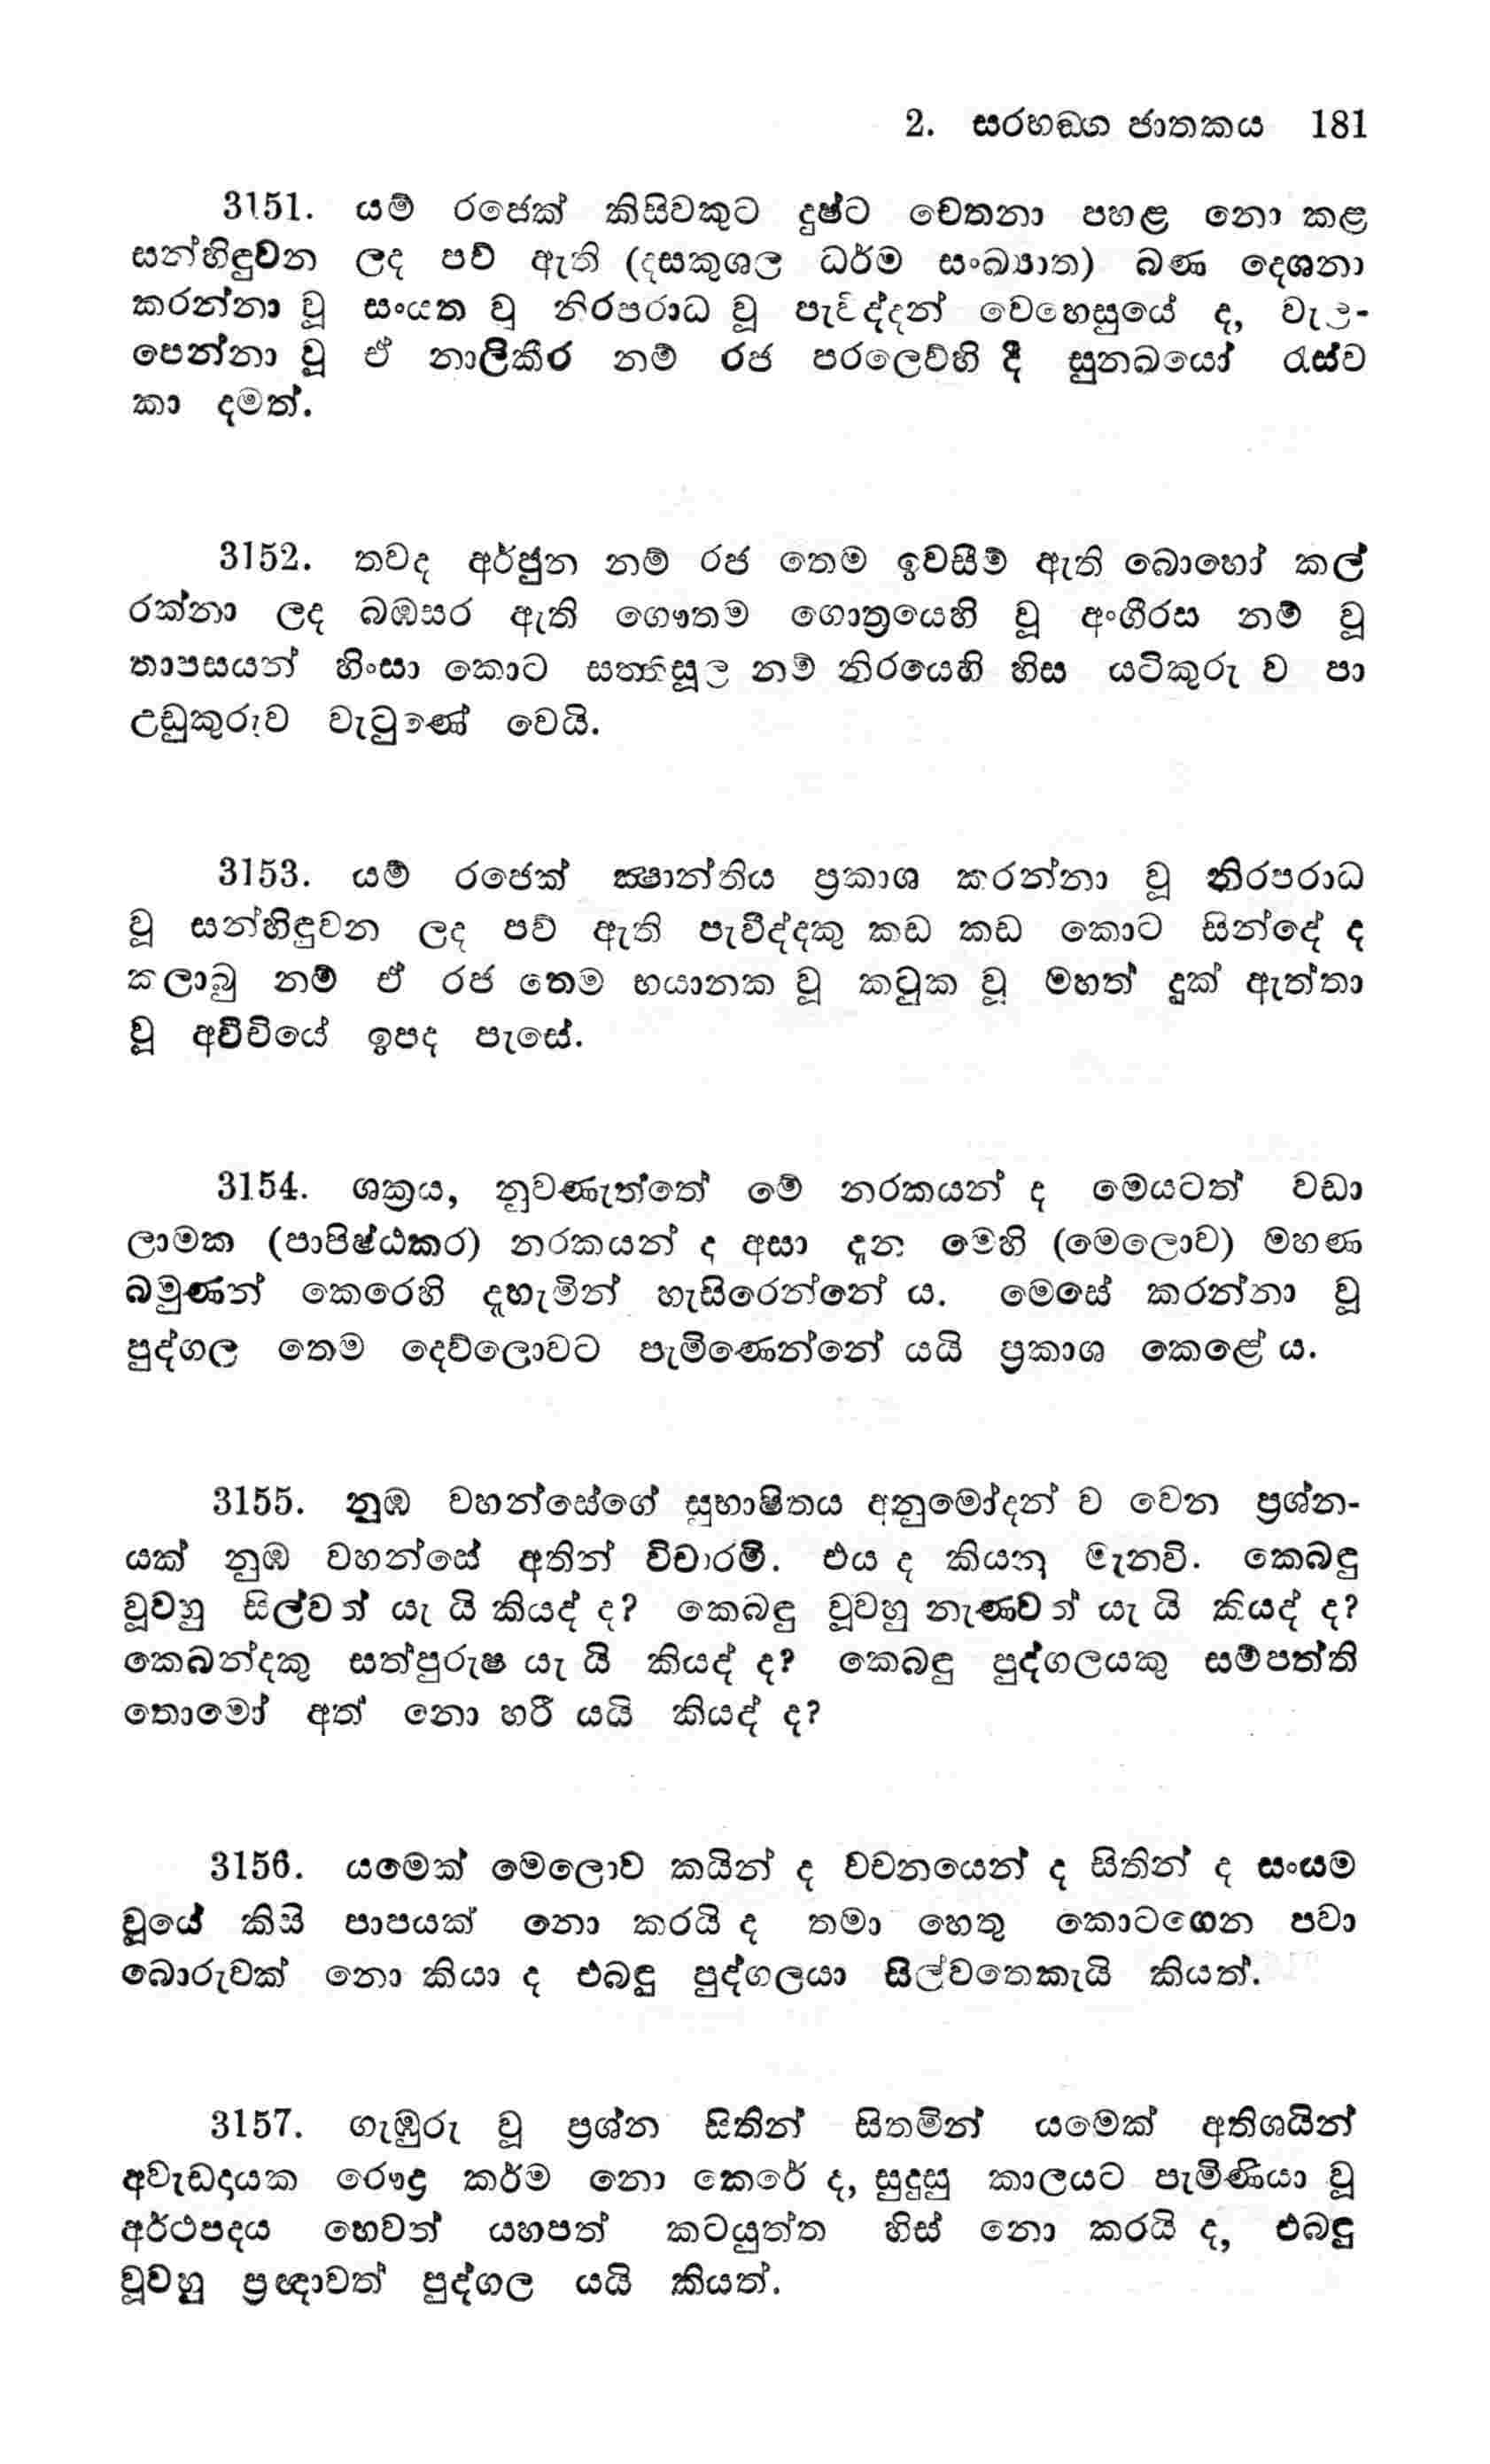 2. සරභඞ්ග ජාතකය 181
3151. යම් රජෙක් කිසිවකුට දුෂ්ට චේතනා පහළ නො කළ
සන්හිඳුවන ලද පව් ඇති (දසකුශල ධර්ම සංඛ්‍යාත) බණ දෙශනා
කරන්නා වූ සංයත වූ නිරපරාධ වූ පැවිද්දන් වෙහෙසුයේ ද, වැල-
පෙන්නා වූ ඒ නාලිකීර නම් රජ පරලෙව්හි දී සුනඛයෝ රැස්ව
කා දමත්.
3152. තවද අර්ජුන නම් රජ තෙම ඉවසීම් ඇති බොහෝ කල්
රක්නා ලද බඹසර ඇති ගෞතම ගොත්‍රයෙහි වූ අංගීරස නම් වූ
තාපසයන් හිංසා කොට සත්තිසූල නම් නිරයෙහි හිස යටිකුරු ව පා
උඩුකුරුව වැටුණේ වෙයි.
3153. යම් රජෙක් ක්‍ෂාන්තිය ප්‍රකාශ කරන්නා වූ නිරපරාධ
වූ සන්හිඳුවන ලද පව් ඇති පැවිද්දකු කඩ කඩ කොට සින්දේ ද
කලාබු නම් ඒ රජ තෙම භයානක වූ කටුක වූ මහත් දුක් ඇත්තා
වූ අවීචියේ ඉපද පැසේ.
3154. ශක්‍රය, නුවණැත්තේ මේ නරකයන් ද මෙයටත් වඩා
ලාමක (පාපිෂ්ඨකර) නරකයන් ද අසා දැන මෙහි (මෙලොව) මහණ
බමුණන් කෙරෙහි දැහැමින් හැසිරෙන්නේ ය. මෙසේ කරන්නා වූ
පුද්ගල තෙම දෙව්ලොවට පැමිණෙන්නේ යයි ප්‍රකාශ කෙළේ ය.
3155. නුඹ වහන්සේගේ සුභාෂිතය අනුමෝදන් ව වෙන ප්‍රශ්න-
යක් නුඹ වහන්සේ අතින් විචාරමි. එය ද කියනු මැනවි. කෙබඳු
වූවහු සිල්වත් යැ යි කියද් ද? කෙබඳු වූවහු නැණවත් යැ යි කියද් ද?
කෙබන්දකු සත්පුරුෂ යැ යි කියද් ද? කෙබඳු පුද්ගලයකු සම්පත්ති
තොමෝ අත් නො හරී යයි කියද් ද?
3156. යමෙක් මෙලොව කයින් ද වචනයෙන් ද සිතින් ද සංයම
වූයේ කිසි පාපයක් නො කරයි ද තමා හෙතු කොටගෙන පවා
බොරුවක් නො කියා ද එබඳු පුද්ගලයා සිල්වතෙකැයි කියත්.
3157. ගැඹුරු වූ ප්‍රශ්න සිතින් සිතමින් යමෙක් අතිශයින්
අවැඩදායක රෞද්‍ර කර්ම නො කෙරේ ද, සුදුසු කාලයට පැමිණියා වූ
අර්ථපදය හෙවත් යහපත් කටයුත්ත හිස් නො කරයි ද, එබඳු
වූවහු ප්‍රඥාවත් පුද්ගල යයි කියත්.